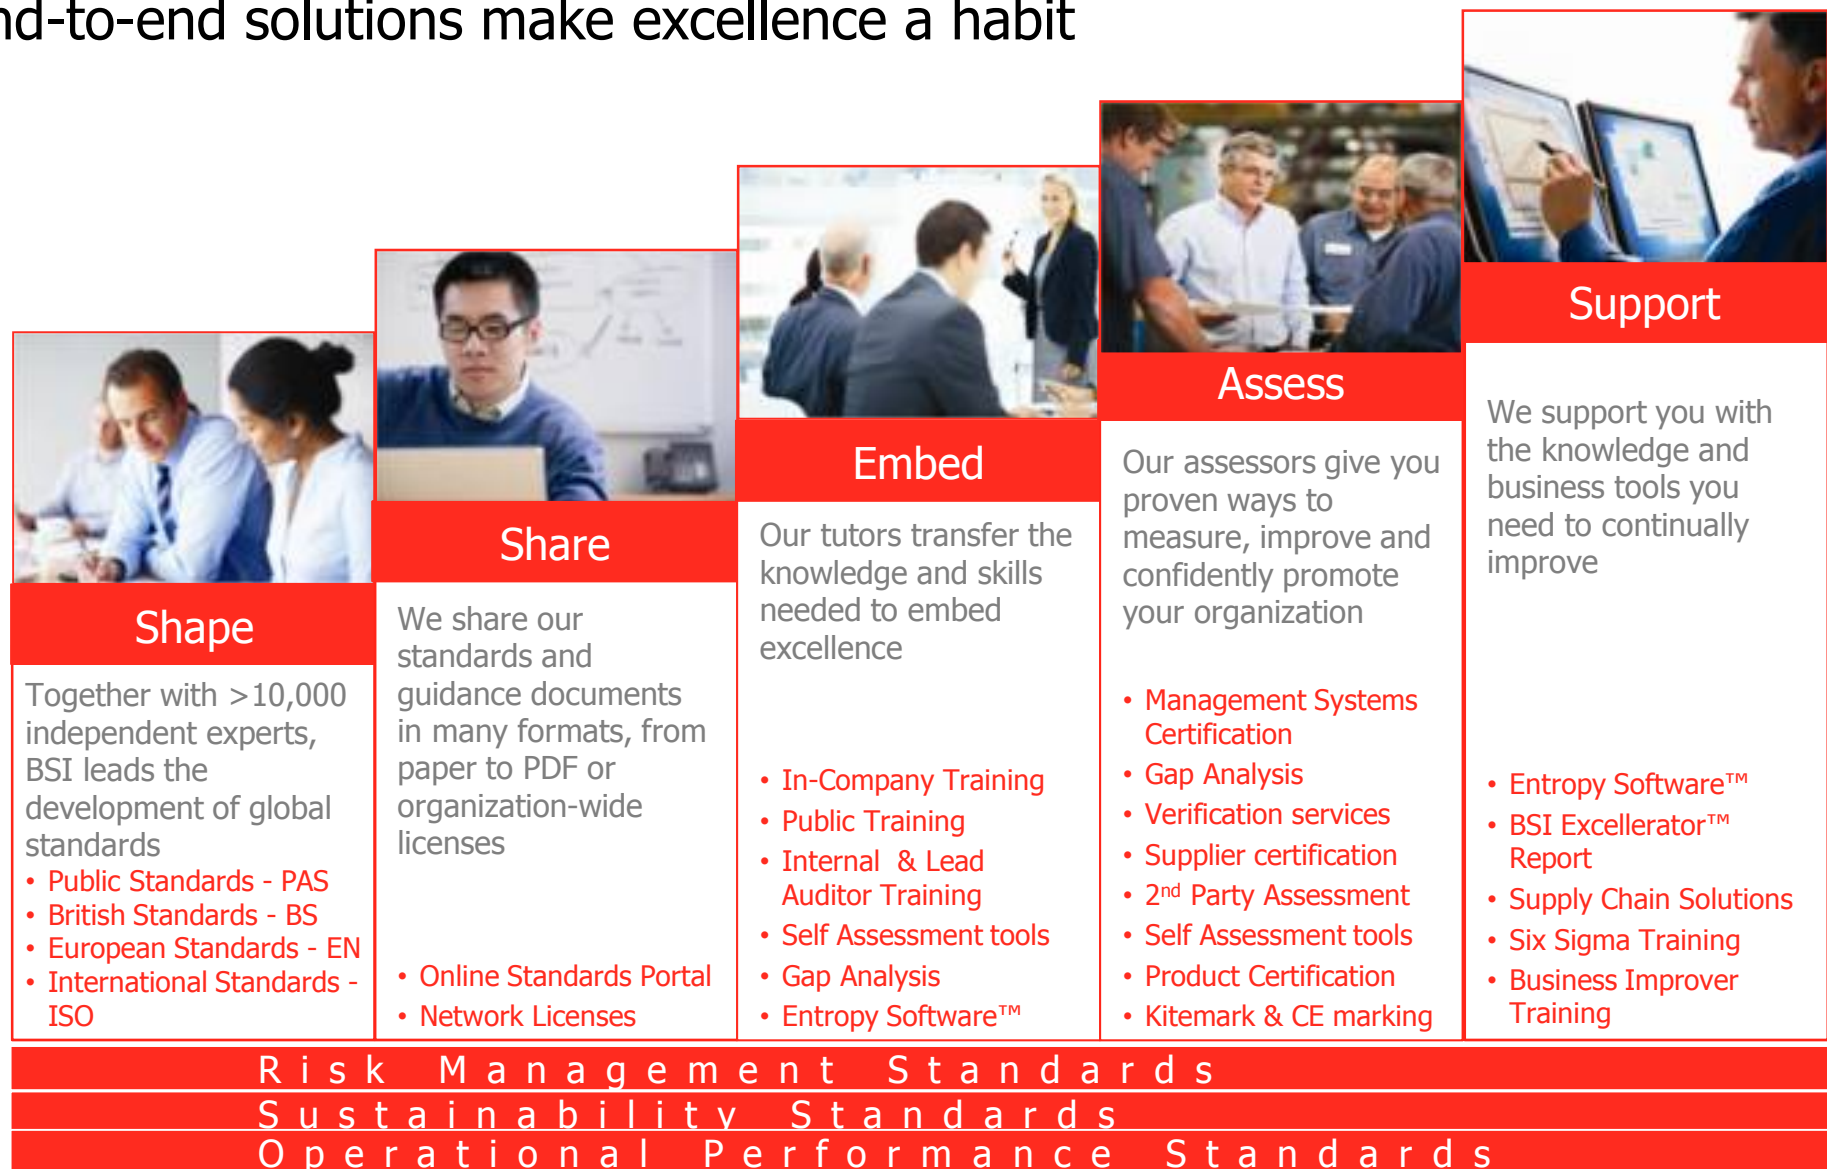 nd-to-end solutions make excellence a habit
Shape
Together with >10,000
independent experts,
BSI leads the
development of global
standards
• Public Standards - PAS
• British Standards - BS
• European Standards - EN
• International Standards -
ISO
Share
We share our
standards and
guidance documents
in many formats, from
paper to PDF or
organization-wide
licenses
• Online Standards Portal
• Network Licenses
Embed
Our tutors transfer the
knowledge and skills
needed to embed
excellence
• In-Company Training
• Public Training
• Internal & Lead
Auditor Training
• Self Assessment tools
• Gap Analysis
• Entropy Software™
Assess
Our assessors give you
proven ways to
measure, improve and
confidently promote
your organization
• Management Systems
Certification
• Gap Analysis
• Verification services
• Supplier certification
• 2nd Party Assessment
• Self Assessment tools
• Product Certification
• Kitemark & CE marking
Support
We support you with
the knowledge and
business tools you
need to continually
improve
• Entropy Software™
• BSI Excellerator™
Report
• Supply Chain Solutions
• Six Sigma Training
• Business Improver
Training
Risk Management Standards
Sustainability Standards
Operational Performance Standards